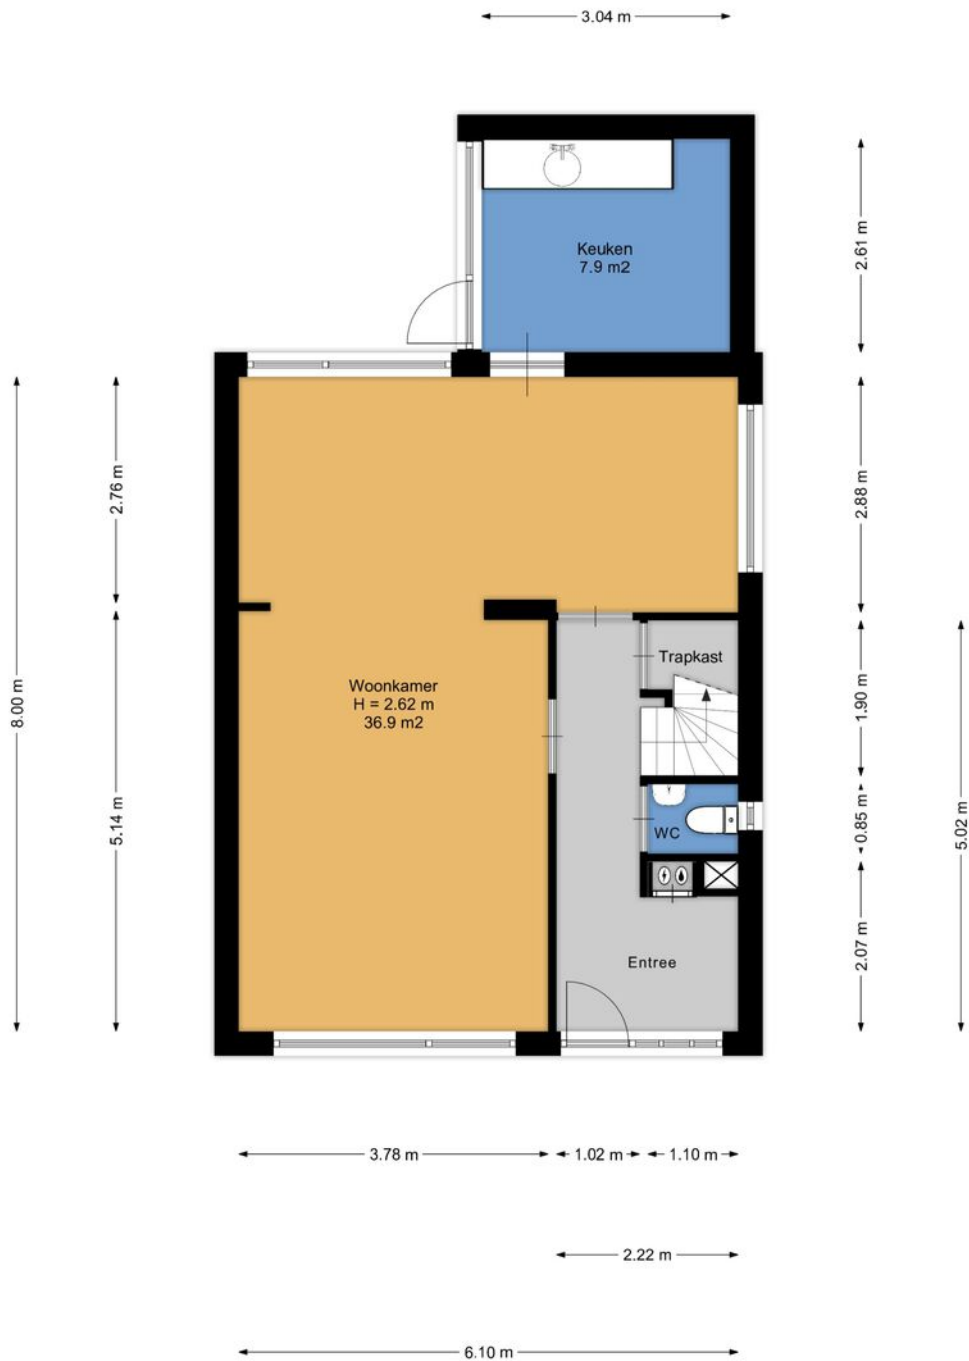 3.04 m
2.61 m
Keuken
7.9 m2
2.76 m
2.88 m
8.00 m
Trapkast
Woonkamer
H = 2.62 m
36.9 m2
1.90 m
5.14 m
0.85 m
5.02 m
WC
2.07 m
Entree
3.78 m
1.02 m
1.10 m
2.22 m
6.10 m